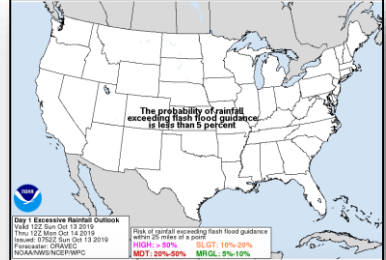 The probability of rainfall
exceeding flash flood guidance
is less than 5 percent
noaa
Day 1 Excessive Rainfall Outlook
Valid 12Z Sun Oct 13 2019
Thru 12Z Mon Oct 14 2019
Issued: 0752Z Sun Oct 13 2019
Forecaster: ORAVEC
NOAA/NWS/NCEP/WPC
Risk of rainfall exceeding flash flood guidance
within 25 miles of a point
HIGH: > 50% SLGT: 10%-20%
MDT: 20%-50% MRGL: 5%-10%